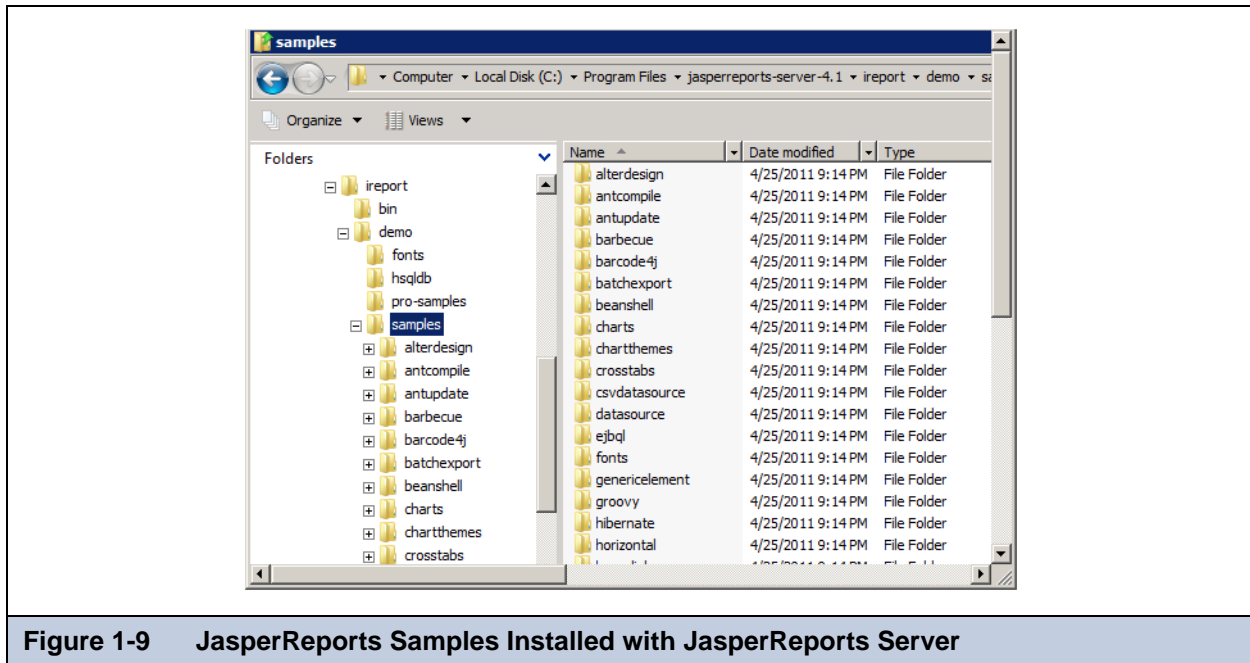 samples
Computer Local Disk (C:) Program Files jasperreports-server-4.1 ireport demo sa
Organize Views
Folders
ireport
bin
demo
fonts
hsqldb
pro-samples
samples
alterdesign
antcompile
antupdate
barbecue
barcode4j
batchexport
beanshell
charts
chartthemes
crosstabs
Name Date modified Type
alterdesign 4/25/2011 9:14 PM File Folder
antcompile 4/25/2011 9:14 PM File Folder
antupdate 4/25/2011 9:14 PM File Folder
barbecue 4/25/2011 9:14 PM File Folder
barcode4j 4/25/2011 9:14 PM File Folder
batchexport 4/25/2011 9:14 PM File Folder
beanshell 4/25/2011 9:14 PM File Folder
charts 4/25/2011 9:14 PM File Folder
chartthemes 4/25/2011 9:14 PM File Folder
crosstabs 4/25/2011 9:14 PM File Folder
csvdatasource 4/25/2011 9:14 PM File Folder
datasource 4/25/2011 9:14 PM File Folder
ejbql 4/25/2011 9:14 PM File Folder
fonts 4/25/2011 9:14 PM File Folder
genericelement 4/25/2011 9:14 PM File Folder
groovy 4/25/2011 9:14 PM File Folder
hibernate 4/25/2011 9:14 PM File Folder
horizontal 4/25/2011 9:14 PM File Folder
Figure 1-9 JasperReports Samples Installed with JasperReports Server